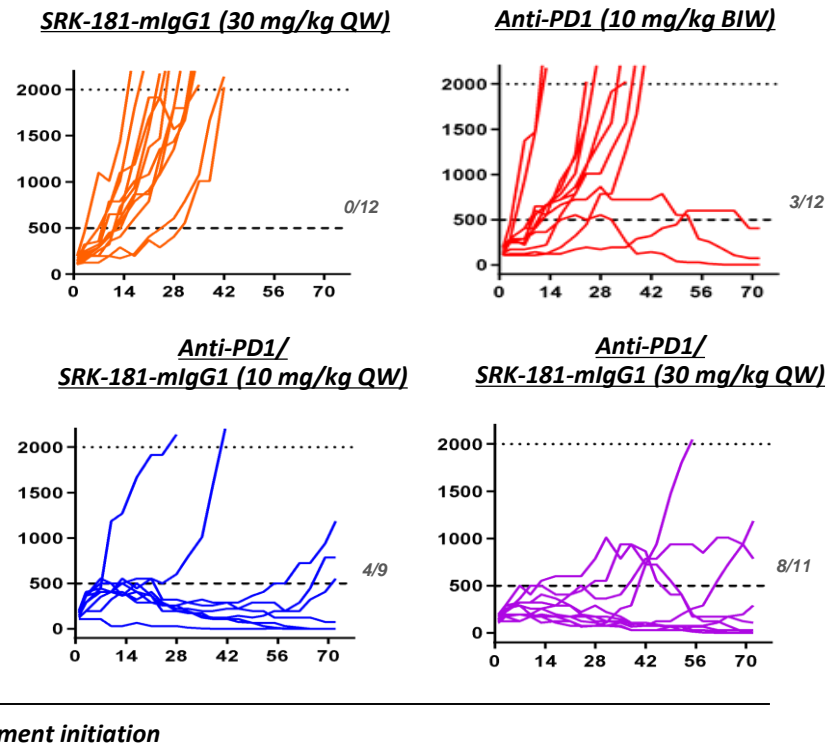 SRK-181-mIgG1 (30 mg/kg QW)
Anti-PD1 (10 mg/kg BIW)
2000
1500
1000
500
0
0/12
0 14 28 42 56 70
2000
1500
1000
500
0
3/12
0 14 28 42 56 70
Anti-PD1/
SRK-181-mIgG1 (10 mg/kg QW)
Anti-PD1/
SRK-181-mIgG1 (30 mg/kg QW)
2000
1500
1000
500
0
4/9
0 14 28 42 56 70
2000
1500
1000
500
0
8/11
0 14 28 42 56 70
ment initiation